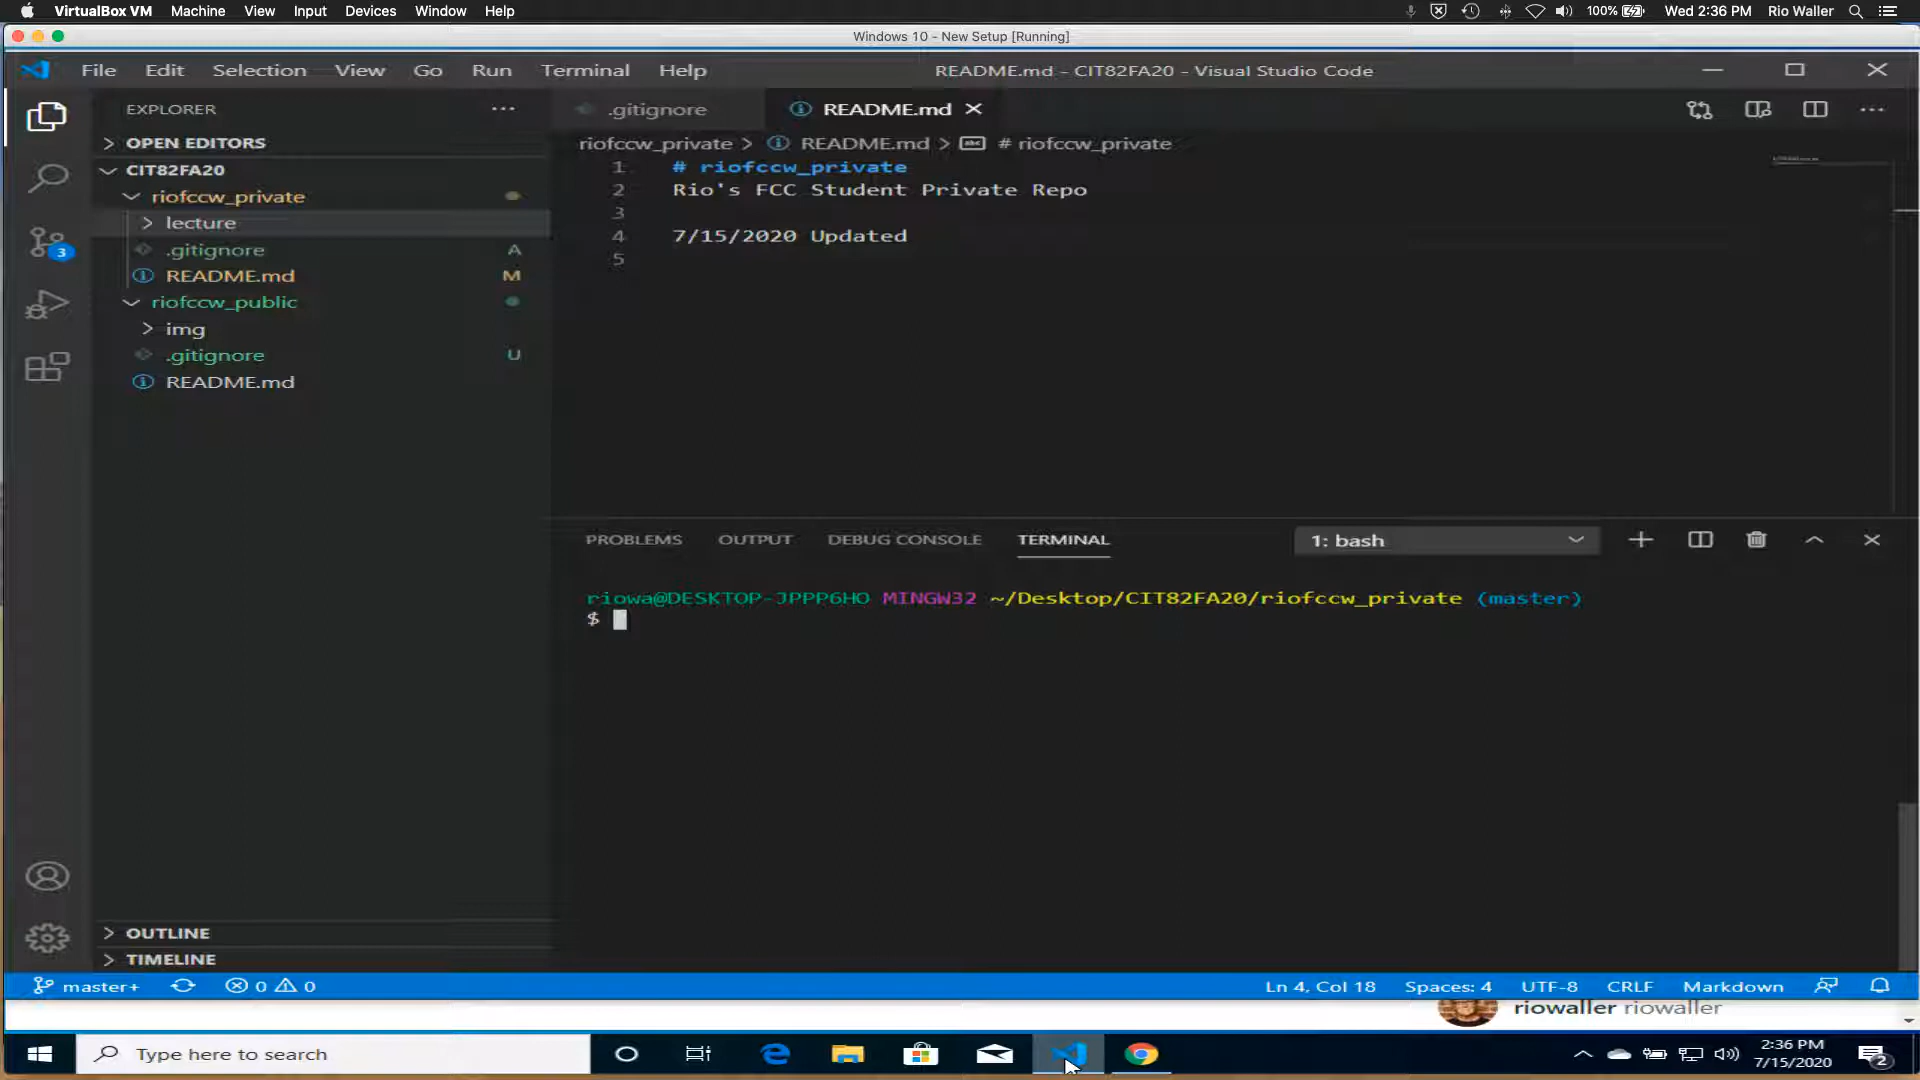 VirtualBox VM Machine View Input Devices Window Help 100% Wed 2:36 PM Rio Waller
Windows 10 - New Setup [Running]
File Edit Selection View Go Run Terminal Help README.md - CIT82FA20 - Visual Studio Code
EXPLORER ··· .gitignore README.md ···
OPEN EDITORS
riofccw_private > README.md > abc # riofccw_private
CIT82FA20
riofccw_private
lecture
.gitignore A
README.md M
riofccw_public
img
.gitignore U
README.md
3
1 # riofccw_private
2 Rio's FCC Student Private Repo
3
4 7/15/2020 Updated
5
PROBLEMS OUTPUT DEBUG CONSOLE TERMINAL 1: bash
riowa@DESKTOP-JPPP6HO MINGW32 ~/Desktop/CIT82FA20/riofccw_private (master)
$
OUTLINE
TIMELINE
master+ 0 0 Ln 4, Col 18 Spaces: 4 UTF-8 CRLF Markdown
riowaller riowaller
Type here to search 2:36 PM
7/15/2020 2